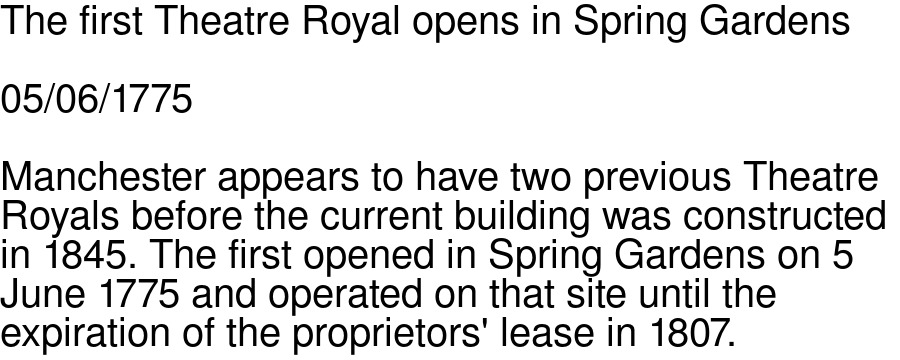 The first Theatre Royal opens in Spring Gardens
05/06/1775
Manchester appears to have two previous Theatre
Royals before the current building was constructed
in 1845. The first opened in Spring Gardens on 5
June 1775 and operated on that site until the
expiration of the proprietors' lease in 1807.